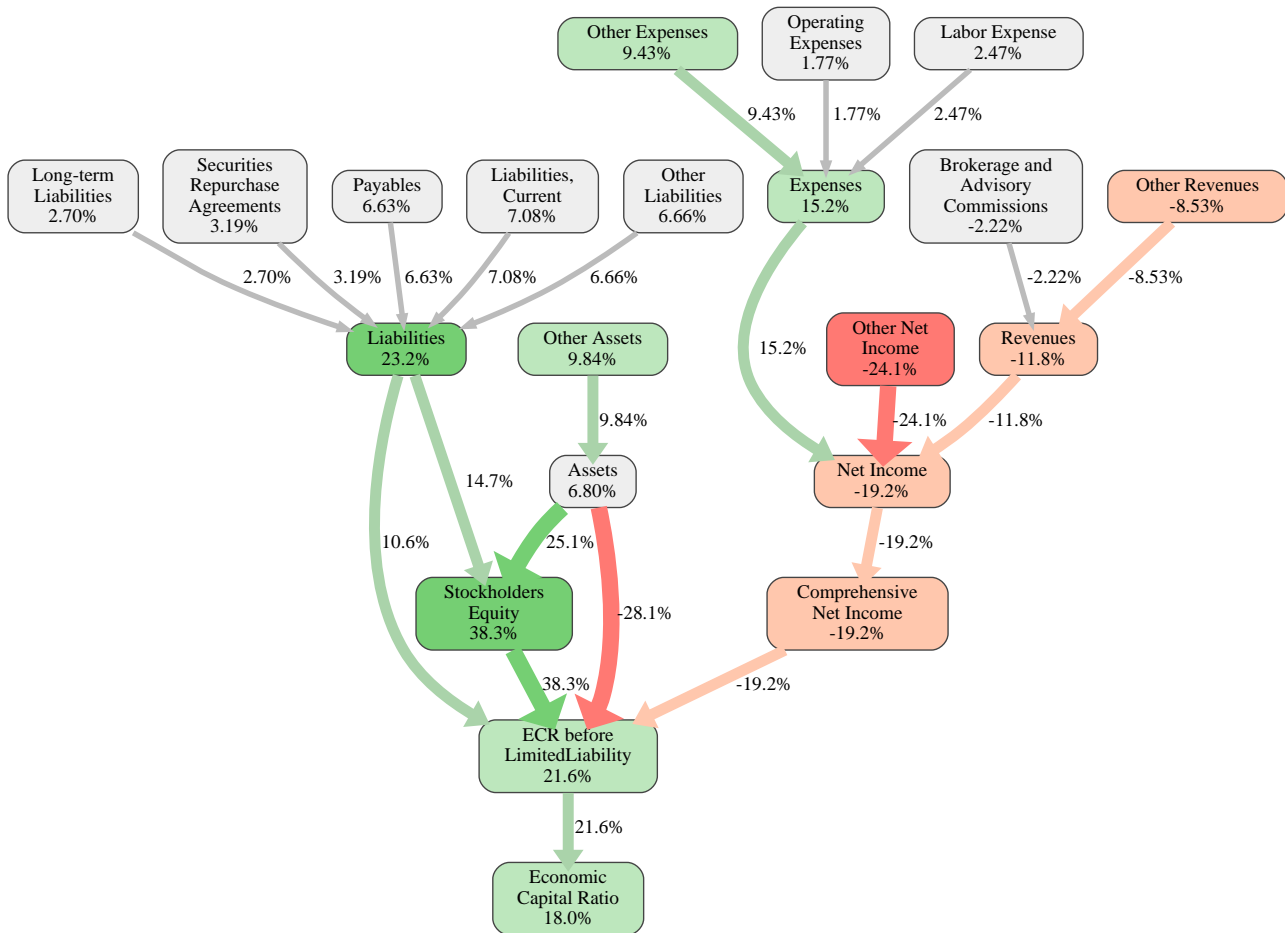 Other Expenses
9.43%
Operating
Expenses
1.77%
Labor Expense
2.47%
9.43%
1.77%
2.47%
Long-term
Liabilities
2.70%
Securities
Repurchase
Agreements
3.19%
Payables
6.63%
Liabilities,
Current
7.08%
Other
Liabilities
6.66%
Expenses
15.2%
Brokerage and
Advisory
Commissions
-2.22%
Other Revenues
-8.53%
2.70%
3.19%
6.63%
7.08%
6.66%
-2.22%
-8.53%
Liabilities
23.2%
Other Assets
9.84%
15.2%
Other Net
Income
-24.1%
Revenues
-11.8%
9.84%
-24.1%
-11.8%
Assets
6.80%
Net Income
-19.2%
14.7%
10.6%
25.1%
-19.2%
Stockholders
Equity
38.3%
-28.1%
Comprehensive
Net Income
-19.2%
38.3%
-19.2%
ECR before
LimitedLiability
21.6%
21.6%
Economic
Capital Ratio
18.0%